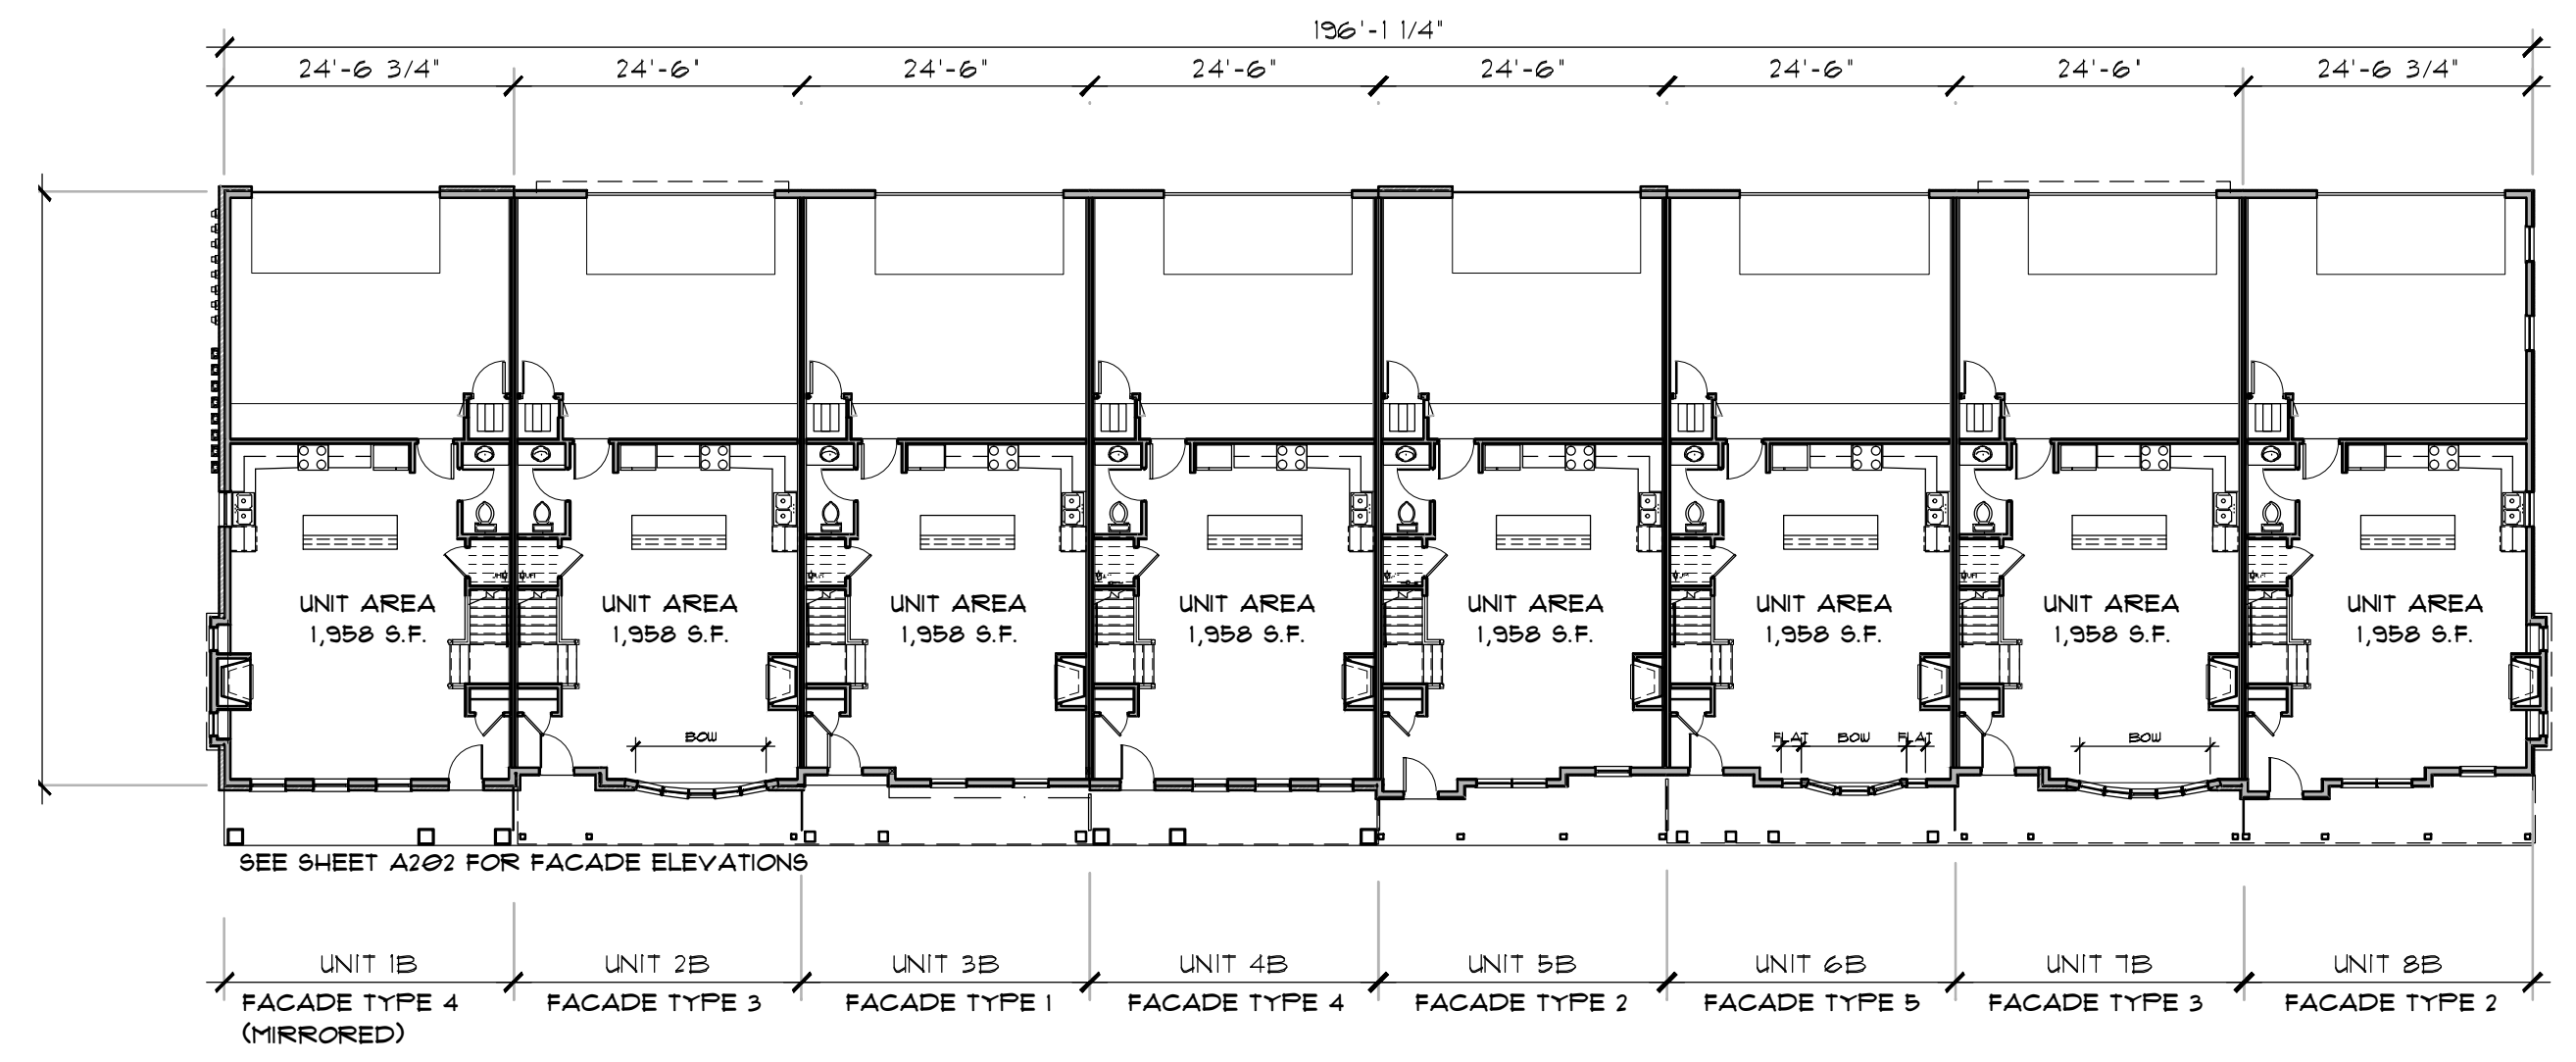 196'-1 1/4"
24'-6 3/4" 24'-6" 24'-6" 24'-6" 24'-6" 24'-6" 24'-6" 24'-6 3/4"
UNIT AREA UNIT AREA UNIT AREA UNIT AREA UNIT AREA UNIT AREA UNIT AREA UNIT AREA
1,958 S.F. 1,958 S.F. 1,958 S.F. 1,958 S.F. 1,958 S.F. 1,958 S.F. 1,958 S.F. 1,958 S.F.
BOW FLAT BOW FLAT BOW
SEE SHEET A202 FOR FACADE ELEVATIONS
UNIT 1B UNIT 2B UNIT 3B UNIT 4B UNIT 5B UNIT 6B UNIT 7B UNIT 8B
FACADE TYPE 4 FACADE TYPE 3 FACADE TYPE 1 FACADE TYPE 4 FACADE TYPE 2 FACADE TYPE 5 FACADE TYPE 3 FACADE TYPE 2
(MIRRORED)